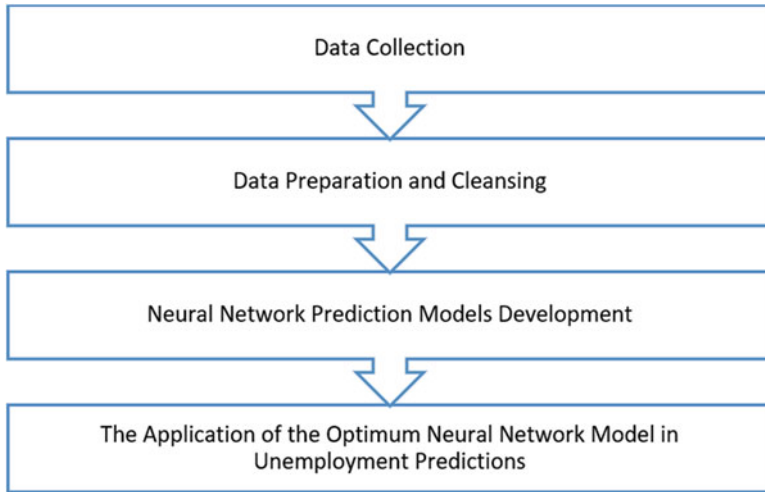 Data Collection
Data Preparation and Cleansing
Neural Network Prediction Models Development
The Application of the Optimum Neural Network Model in
Unemployment Predictions